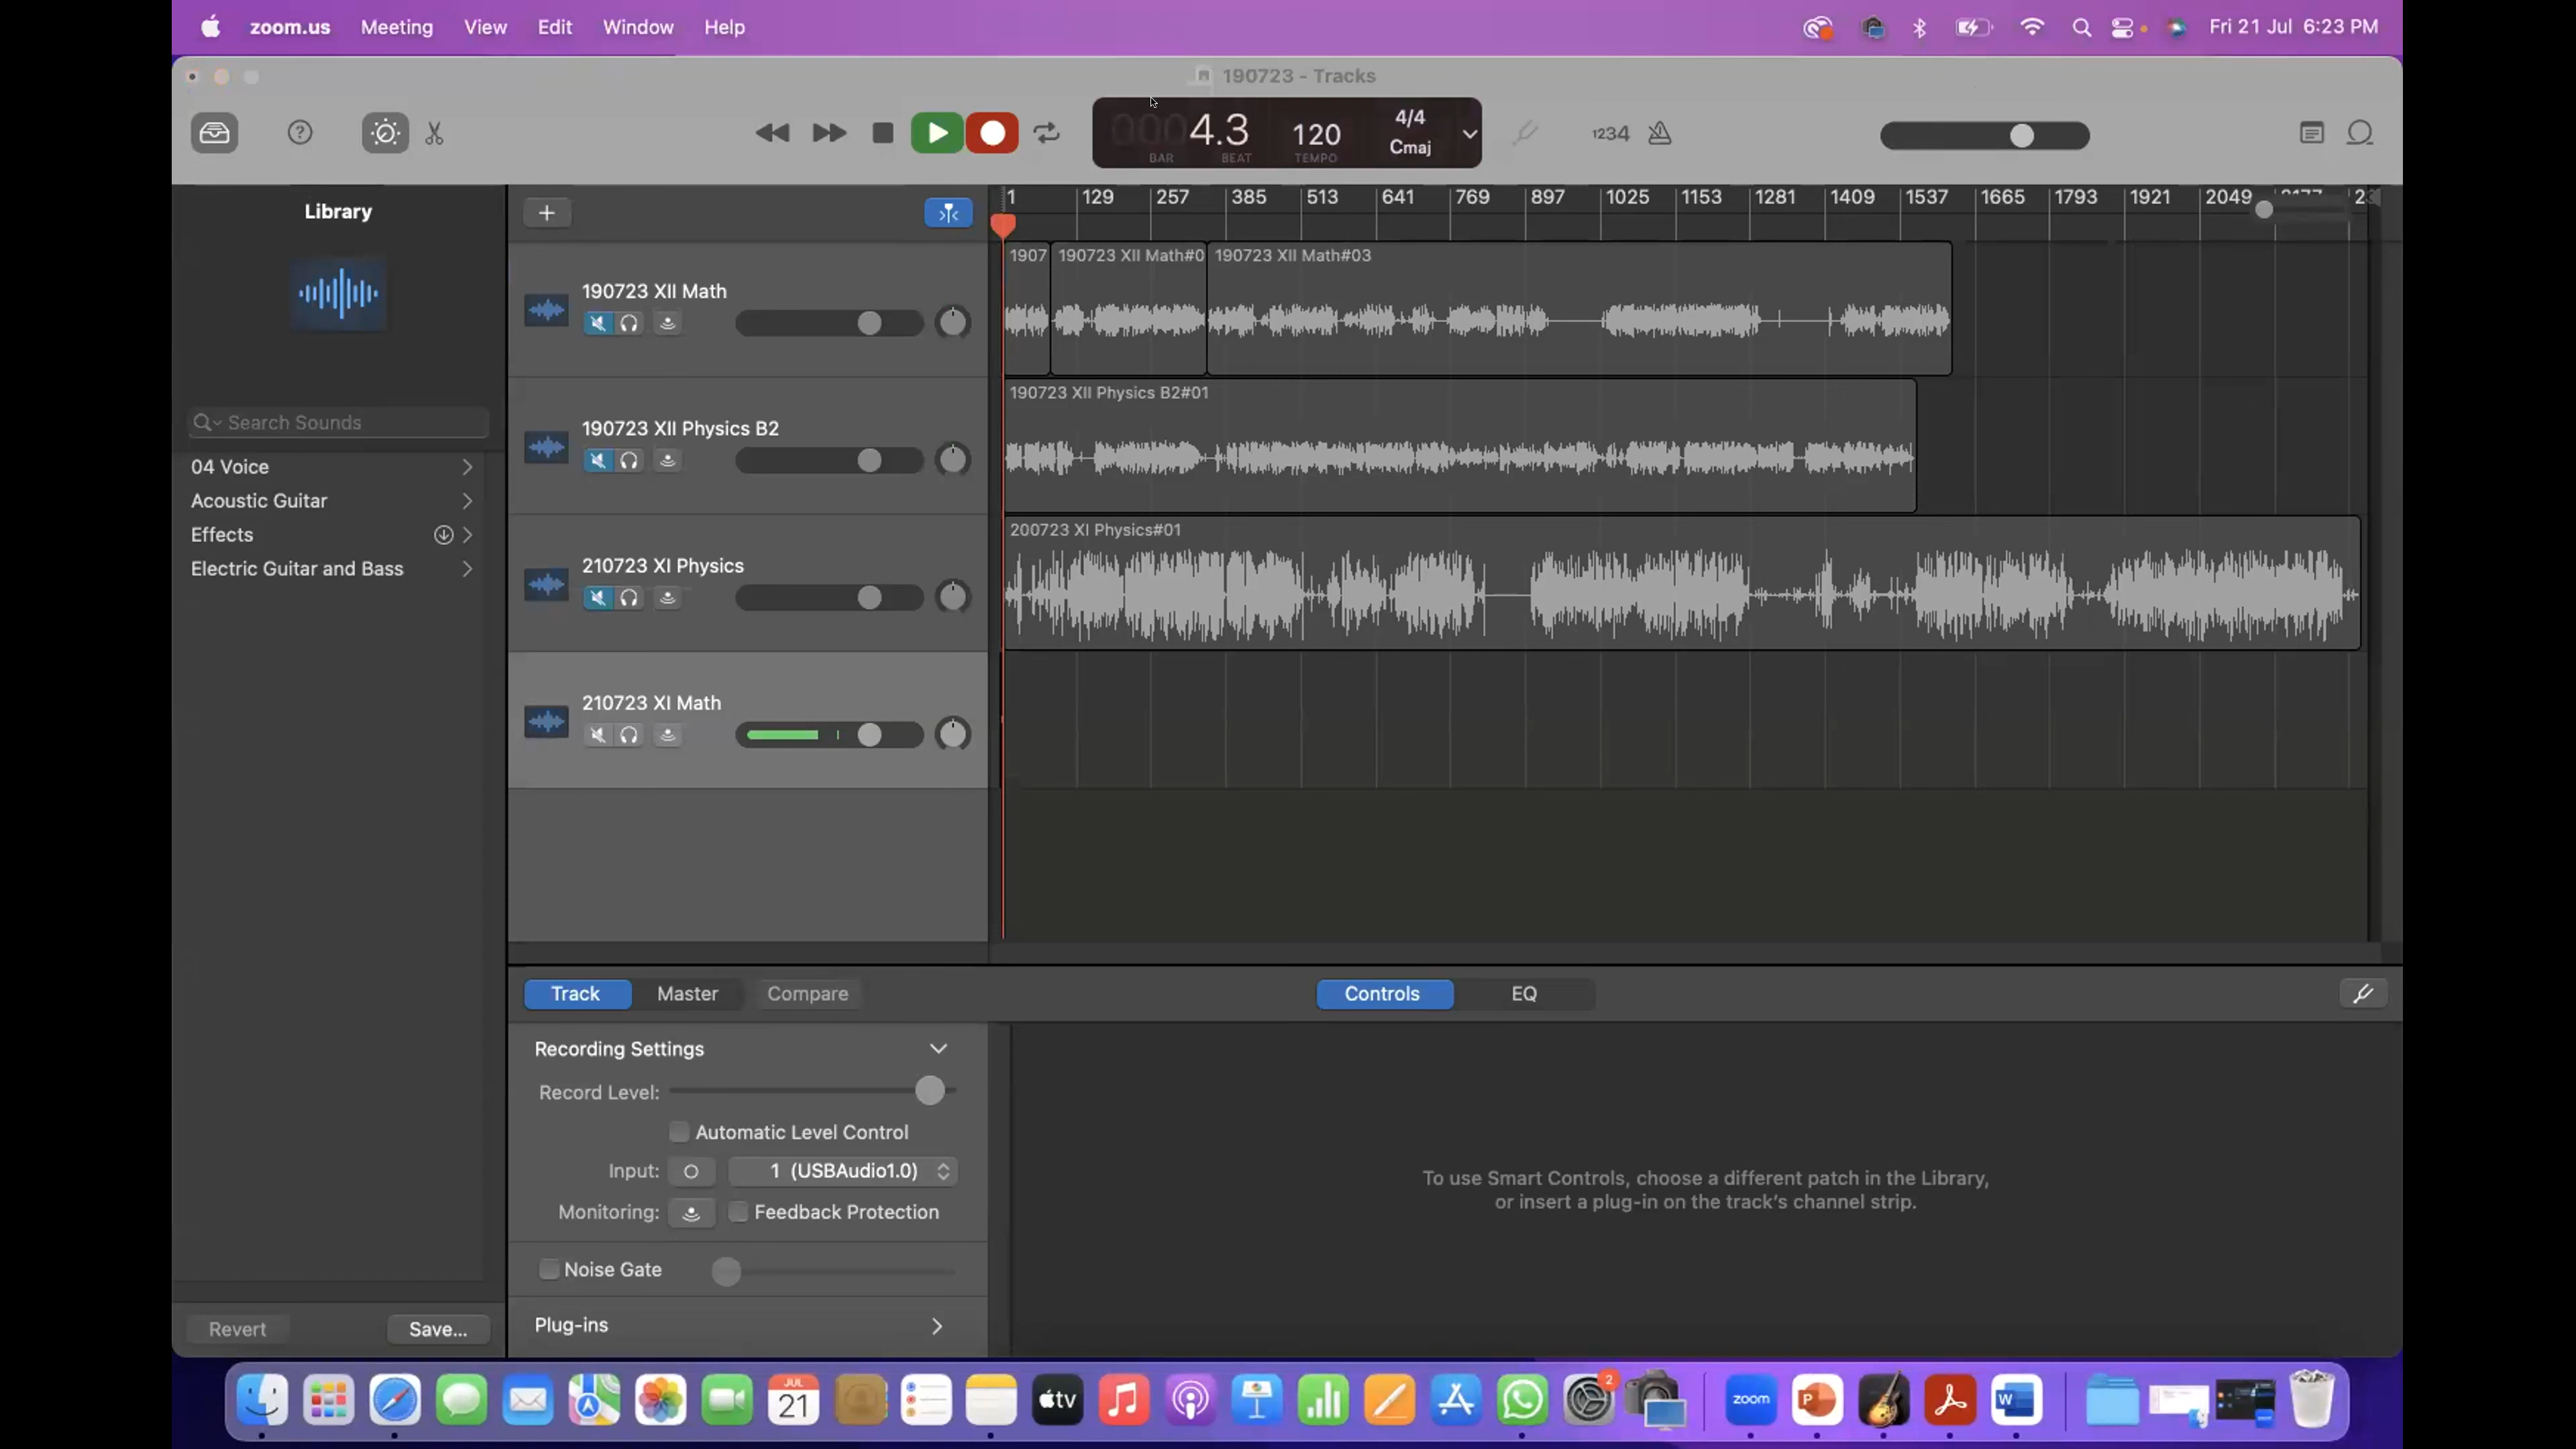 zoom.us Meeting View Edit Window Help Fri 21 Jul 6:23 PM
190723 - Tracks
0004.3 120 4/4 Cmaj
BAR BEAT TEMPO
1234
Library
1 129 257 385 513 641 769 897 1025 1153 1281 1409 1537 1665 1793 1921 2049
1907 190723 XII Math#0 190723 XII Math#03
190723 XII Math
Search Sounds
04 Voice
Acoustic Guitar
Effects
Electric Guitar and Bass
190723 XII Physics B2#01
190723 XII Physics B2
200723 XI Physics#01
210723 XI Physics
210723 XI Math
Track Master Compare Controls EQ
Recording Settings
Record Level:
Automatic Level Control
Input: 1 (USBAudio1.0)
Monitoring: Feedback Protection
Noise Gate
Plug-ins
To use Smart Controls, choose a different patch in the Library,
or insert a plug-in on the track's channel strip.
Revert Save...
JUL
21
tv
2
zoom
P
W